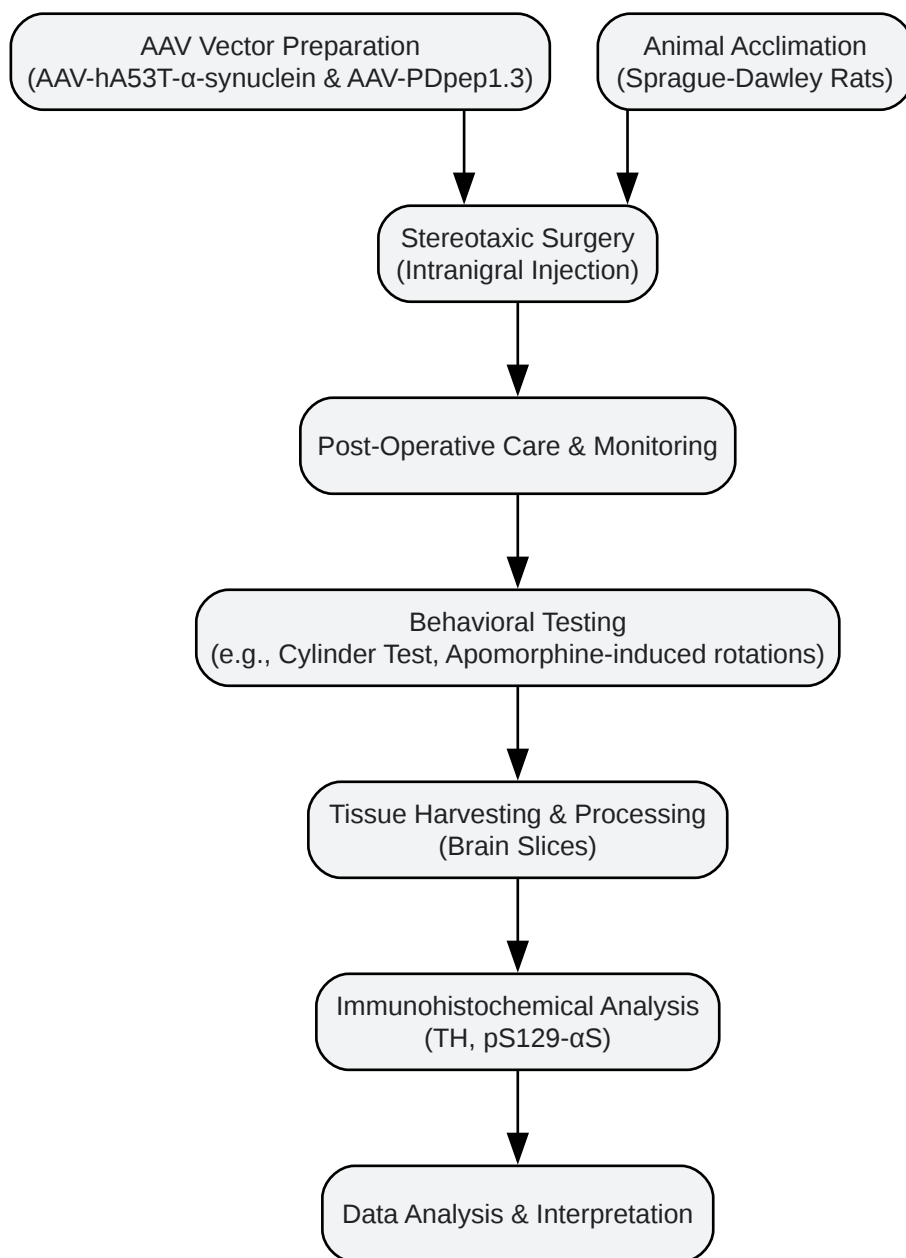 AAV Vector Preparation
(AAV-hA53T-α-synuclein & AAV-PDpep1.3)
Animal Acclimation
(Sprague-Dawley Rats)
Stereotaxic Surgery
(Intranigral Injection)
Post-Operative Care & Monitoring
Behavioral Testing
(e.g., Cylinder Test, Apomorphine-induced rotations)
Tissue Harvesting & Processing
(Brain Slices)
Immunohistochemical Analysis
(TH, pS129-αS)
Data Analysis & Interpretation